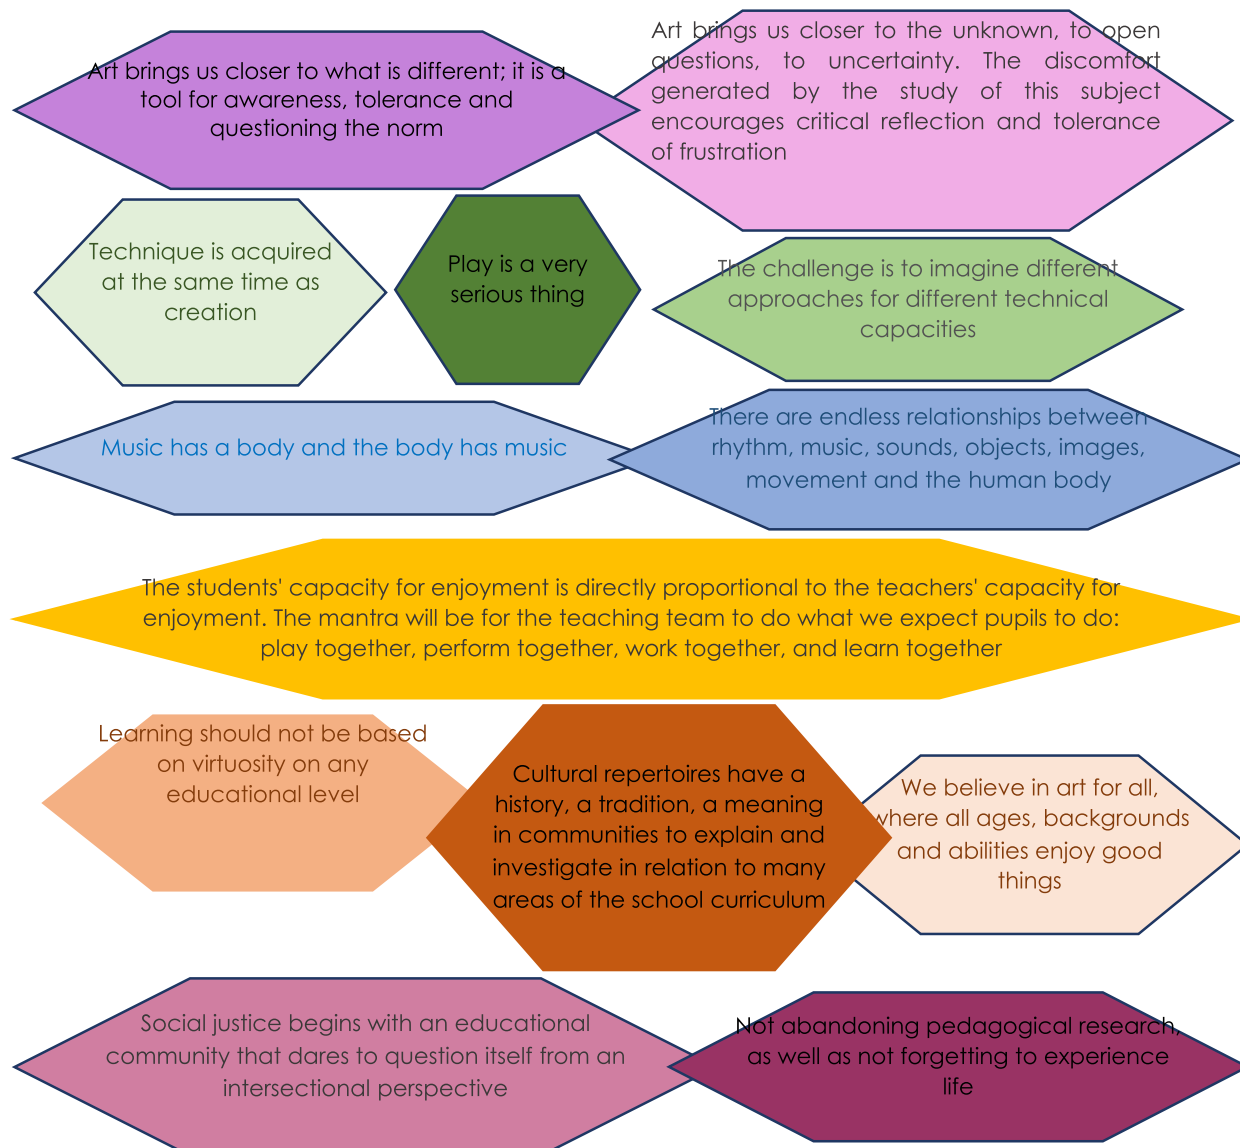 Art brings us closer to what is different; it is a
tool for awareness, tolerance and
questioning the norm
Art brings us closer to the unknown, to open
questions, to uncertainty. The discomfort
generated by the study of this subject
encourages critical reflection and tolerance
of frustration
Technique is acquired
at the same time as
creation
Play is a very
serious thing
The challenge is to imagine different
approaches for different technical
capacities
Music has a body and the body has music
There are endless relationships between
rhythm, music, sounds, objects, images,
movement and the human body
The students' capacity for enjoyment is directly proportional to the teachers' capacity for
enjoyment. The mantra will be for the teaching team to do what we expect pupils to do:
play together, perform together, work together, and learn together
Learning should not be based
on virtuosity on any
educational level
Cultural repertoires have a
history, a tradition, a meaning
in communities to explain and
investigate in relation to many
areas of the school curriculum
We believe in art for all,
where all ages, backgrounds
and abilities enjoy good
things
Social justice begins with an educational
community that dares to question itself from an
intersectional perspective
Not abandoning pedagogical research,
as well as not forgetting to experience
life